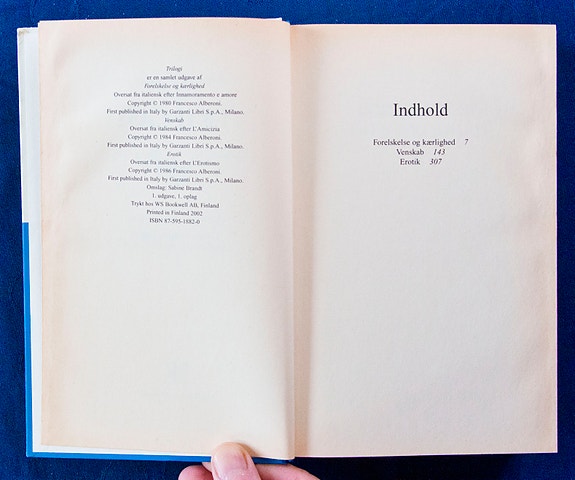 Trilogi
er en samlet udgave af
Forelskelse og kærlighed
Oversat fra italiensk efter Innamoramento e amore
Copyright © 1980 Francesco Alberoni.
First published in Italy by Garzanti Libri S.p.A., Milano.
Venskab
Oversat fra italiensk efter L'Amicizia
Copyright © 1984 Francesco Alberoni.
First published in Italy by Garzanti Libri S.p.A., Milano.
Erotik
Oversat fra italiensk efter L'Erotismo
Copyright © 1986 Francesco Alberoni.
First published in Italy by Garzanti Libri S.p.A., Milano.
Omslag: Sabine Brandt
1. udgave, 1. oplag
Trykt hos WS Bookwell AB, Finland
Printed in Finland 2002
ISBN 87-595-1882-0
Indhold
Forelskelse og kærlighed 7
Venskab 143
Erotik 307